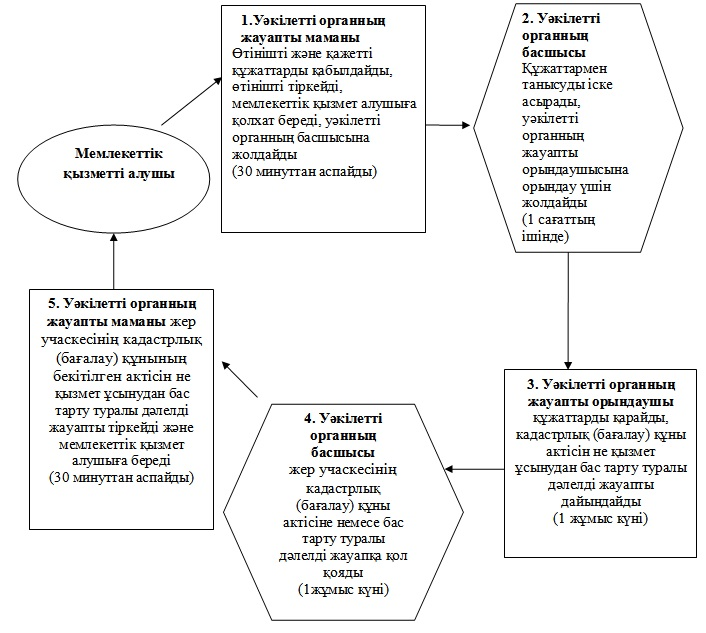 Мемлекеттік
қызметті алушы
1.Уәкілетті органның
жауапты маманы
Өтінішті және қажетті
құжаттарды қабылдайды,
өтінішті тіркейді,
мемлекеттік қызмет алушыға
қолхат береді, уәкілетті
органның басшысына
жолдайды
(30 минуттан аспайды)
2. Уәкілетті
органның
басшысы
Құжаттармен
танысуды іске
асырады,
уәкілетті
органның
жауапты
орындаушысына
орындау үшін
жолдайды
(1 сағаттың
ішінде)
3. Уәкілетті органның
жауапты орындаушы
құжаттарды қарайды,
кадастрлық (бағалау) құны
актісін не қызмет
ұсынудан бас тарту туралы
дәлелді жауапты
дайындайды
(1 жұмыс күні)
4. Уәкілетті
органның
басшысы
жер учаскесінің
кадастрлық
(бағалау) құны
актісіне немесе бас
тарту туралы
дәлелді жауапқа қол
қояды
(1жұмыс күні)
5. Уәкілетті органның
жауапты маманы жер
учаскесінің кадастрлық
(бағалау) құнының
бекітілген актісін не
қызмет ұсынудан бас
тарту туралы дәлелді
жауапты тіркейді және
мемлекеттік қызмет
алушыға береді
(30 минуттан аспайды)